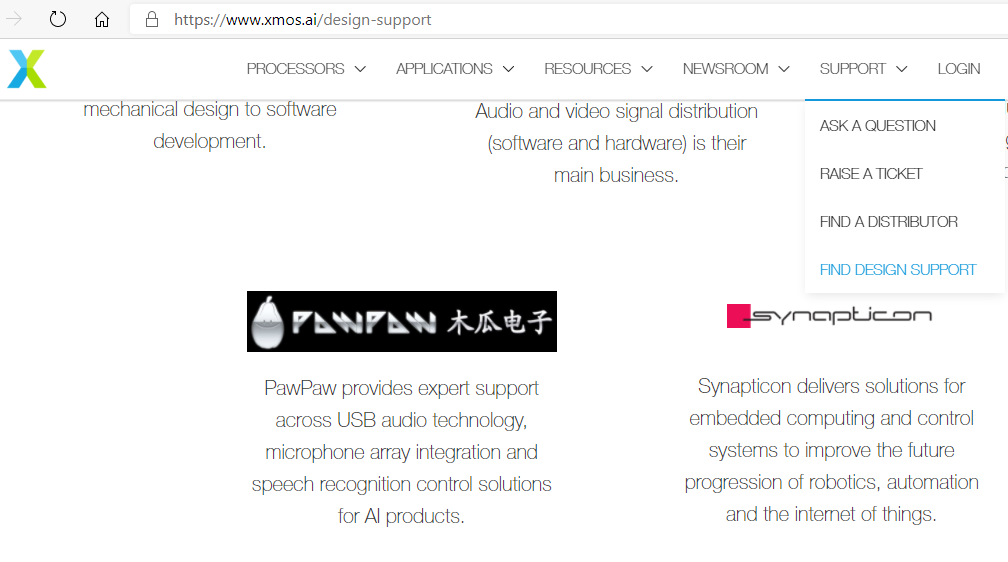 https://www.xmos.ai/design-support
PROCESSORS APPLICATIONS RESOURCES NEWSROOM SUPPORT LOGIN
mechanical design to software
development.
Audio and video signal distribution
(software and hardware) is their
main business.
ASK A QUESTION
RAISE A TICKET
FIND A DISTRIBUTOR
FIND DESIGN SUPPORT
PAWPAW 木瓜电子
PawPaw provides expert support
across USB audio technology,
microphone array integration and
speech recognition control solutions
for AI products.
synapticon
Synapticon delivers solutions for
embedded computing and control
systems to improve the future
progression of robotics, automation
and the internet of things.